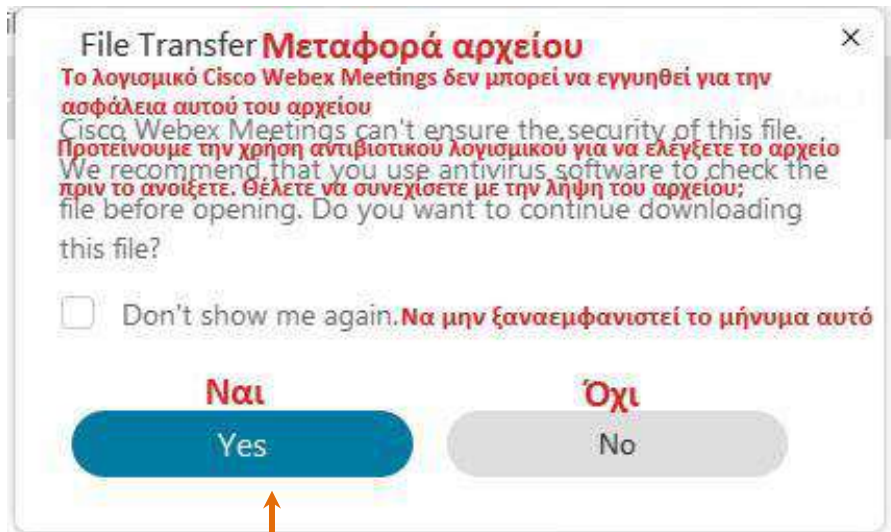 File Transfer Μεταφορά αρχείου
Το λογισμικό Cisco Webex Meetings δεν μπορεί να εγγυηθεί για την
ασφάλεια αυτού του αρχείου
Cisco Webex Meetings can't ensure the security of this file.
Προτείνουμε την χρήση αντιβιοτικού λογισμικού για να ελέγξετε το αρχείο
We recommend that you use antivirus software to check the
πριν το ανοίξετε. Θέλετε να συνεχίσετε με την λήψη του αρχείου;
file before opening. Do you want to continue downloading
this file?
Don't show me again. Να μην ξαναεμφανιστεί το μήνυμα αυτό
Ναι Όχι
Yes No